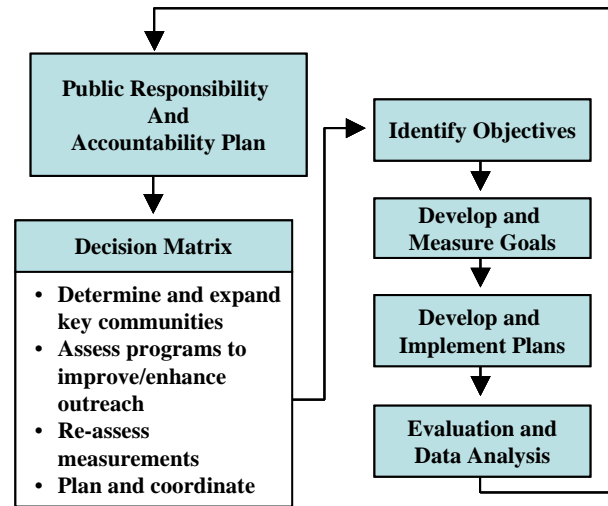 Public Responsibility
And
Accountability Plan
Decision Matrix
• Determine and expand
key communities
• Assess programs to
improve/enhance
outreach
• Re-assess
measurements
• Plan and coordinate
Identify Objectives
Develop and
Measure Goals
Develop and
Implement Plans
Evaluation and
Data Analysis